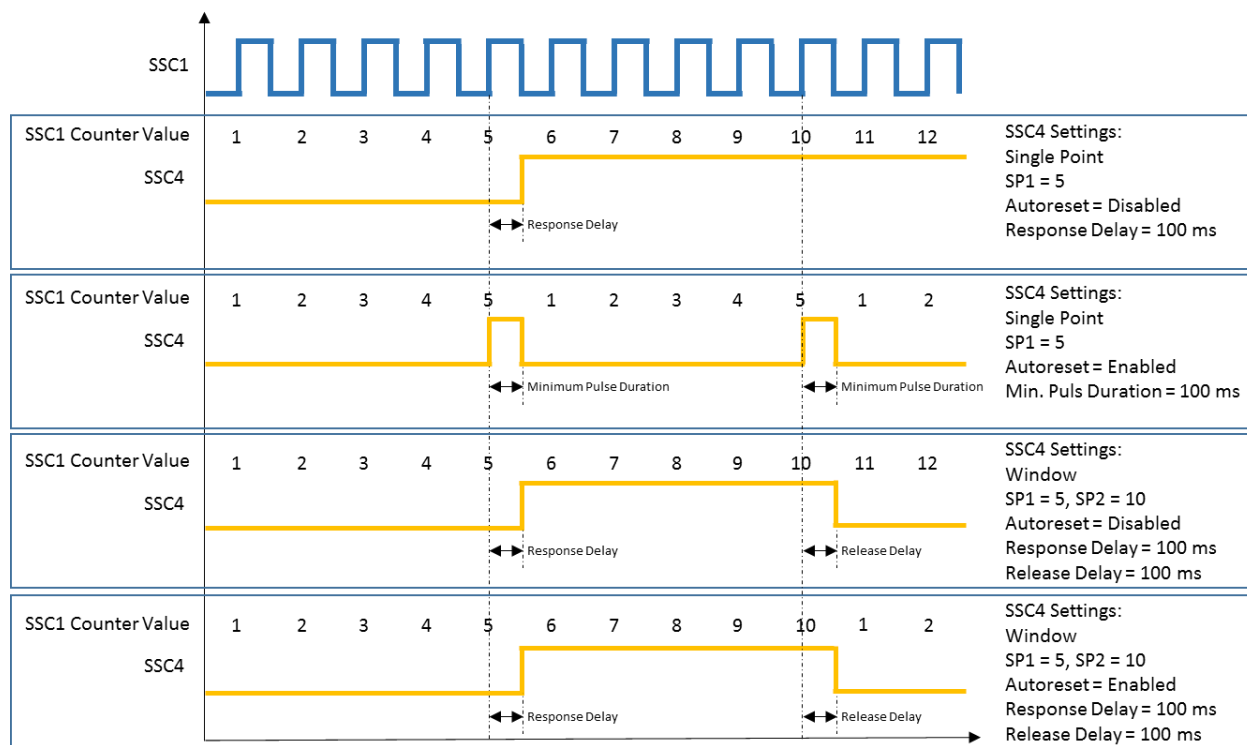 SSC1
SSC1 Counter Value 1 2 3 4 5 6 7 8 9 10 11 12
SSC4
Response Delay
SSC4 Settings:
Single Point
SP1 = 5
Autoreset = Disabled
Response Delay = 100 ms
SSC1 Counter Value 1 2 3 4 5 1 2 3 4 5 1 2
SSC4
Minimum Pulse Duration Minimum Pulse Duration
SSC4 Settings:
Single Point
SP1 = 5
Autoreset = Enabled
Min. Puls Duration = 100 ms
SSC1 Counter Value 1 2 3 4 5 6 7 8 9 10 11 12
SSC4
Response Delay Release Delay
SSC4 Settings:
Window
SP1 = 5, SP2 = 10
Autoreset = Disabled
Response Delay = 100 ms
Release Delay = 100 ms
SSC1 Counter Value 1 2 3 4 5 6 7 8 9 10 1 2
SSC4
Response Delay Release Delay
SSC4 Settings:
Window
SP1 = 5, SP2 = 10
Autoreset = Enabled
Response Delay = 100 ms
Release Delay = 100 ms